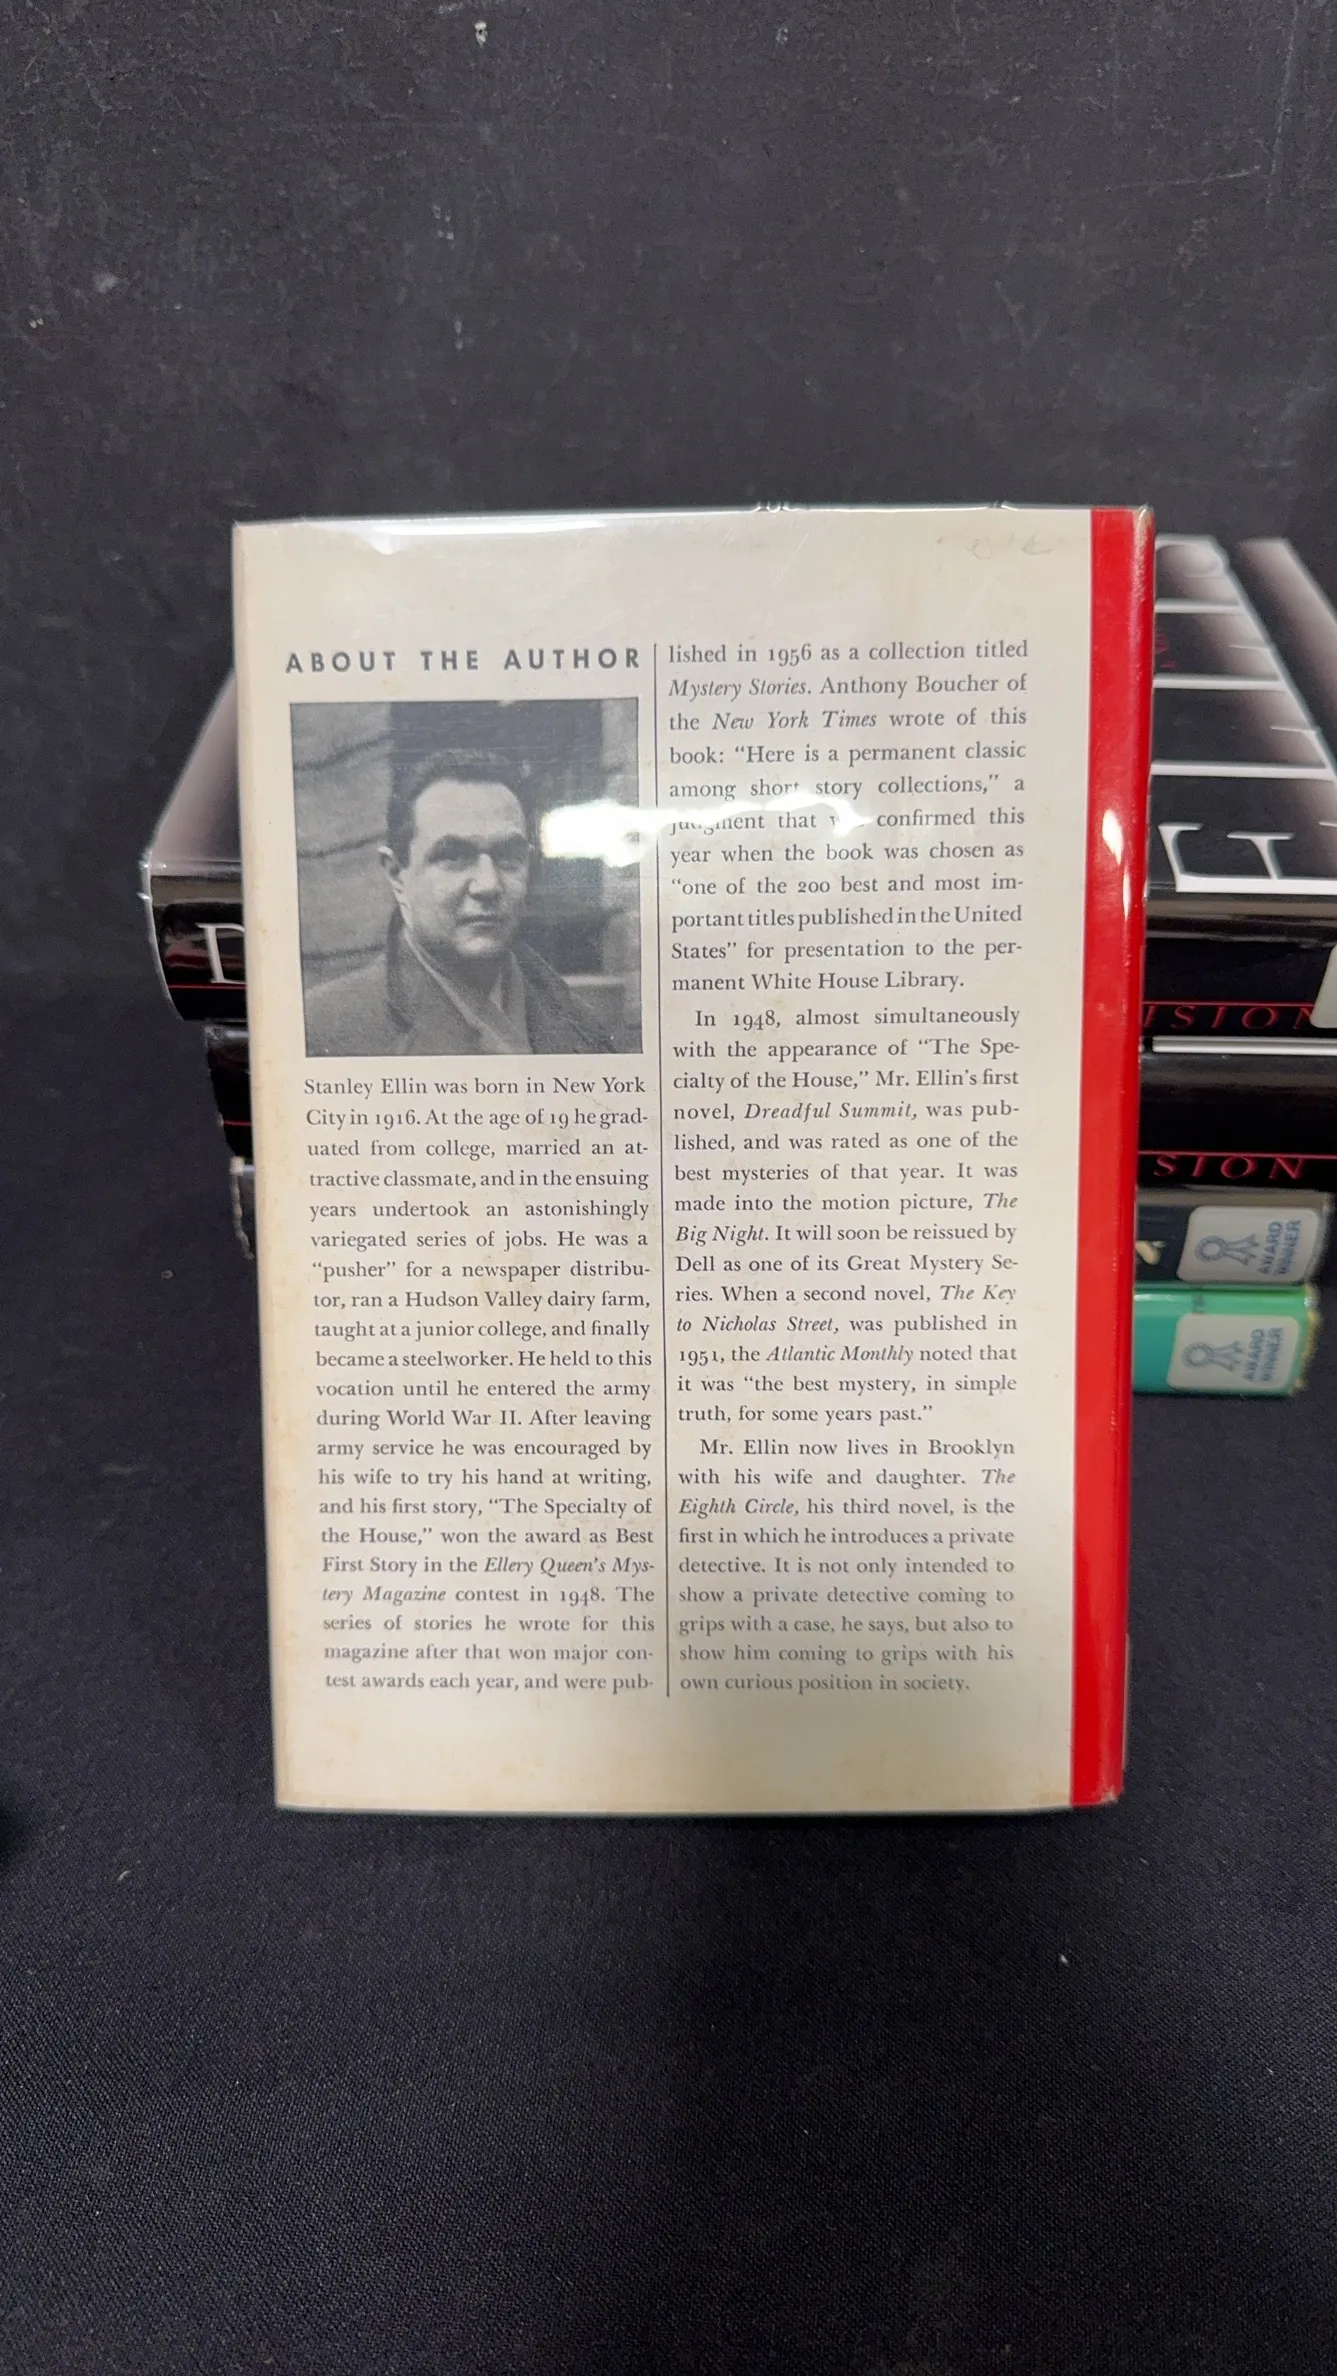 ABOUT THE AUTHOR
Stanley Ellin was born in New York
City in 1916. At the age of 19 he grad-
uated from college, married an at-
tractive classmate, and in the ensuing
years undertook an astonishingly
variegated series of jobs. He was a
“pusher” for a newspaper distribu-
tor, ran a Hudson Valley dairy farm,
taught at a junior college, and finally
became a steelworker. He held to this
vocation until he entered the army
during World War II. After leaving
army service he was encouraged by
his wife to try his hand at writing,
and his first story, “The Specialty of
the House,” won the award as Best
First Story in the Ellery Queen’s Mys-
tery Magazine contest in 1948. The
series of stories he wrote for this
magazine after that won major con-
test awards each year, and were pub-
lished in 1956 as a collection titled
Mystery Stories. Anthony Boucher of
the New York Times wrote of this
book: “Here is a permanent classic
among short story collections,” a
judgment that confirmed this
year when the book was chosen as
“one of the 200 best and most im-
portant titles published in the United
States” for presentation to the per-
manent White House Library.
In 1948, almost simultaneously
with the appearance of “The Spe-
cialty of the House,” Mr. Ellin’s first
novel, Dreadful Summit, was pub-
lished, and was rated as one of the
best mysteries of that year. It was
made into the motion picture, The
Big Night. It will soon be reissued by
Dell as one of its Great Mystery Se-
ries. When a second novel, The Key
to Nicholas Street, was published in
1951, the Atlantic Monthly noted that
it was “the best mystery, in simple
truth, for some years past.”
Mr. Ellin now lives in Brooklyn
with his wife and daughter. The
Eighth Circle, his third novel, is the
first in which he introduces a private
detective. It is not only intended to
show a private detective coming to
grips with a case, he says, but also to
show him coming to grips with his
own curious position in society.
D
ISION
SION
AWARD
WINNER
AWARD
WINNER